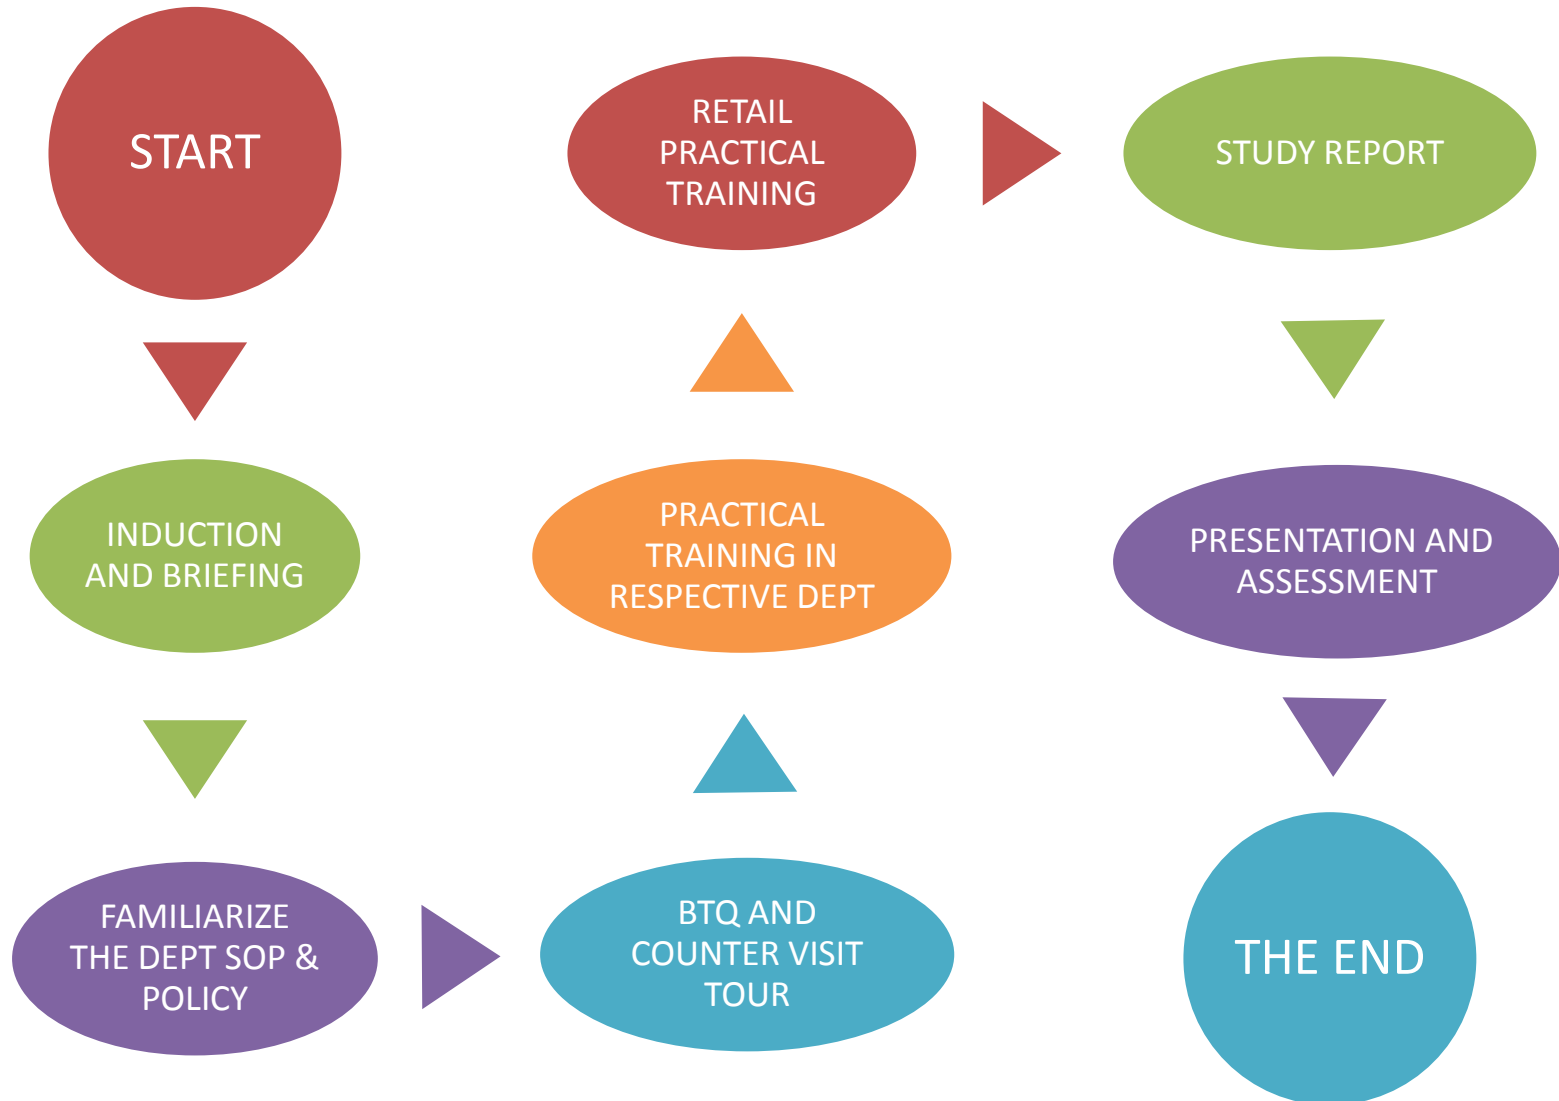 START
INDUCTION
AND BRIEFING
FAMILIARIZE
THE DEPT SOP &
POLICY
BTQ AND
COUNTER VISIT
TOUR
PRACTICAL
TRAINING IN
RESPECTIVE DEPT
RETAIL
PRACTICAL
TRAINING
STUDY REPORT
PRESENTATION AND
ASSESSMENT
THE END